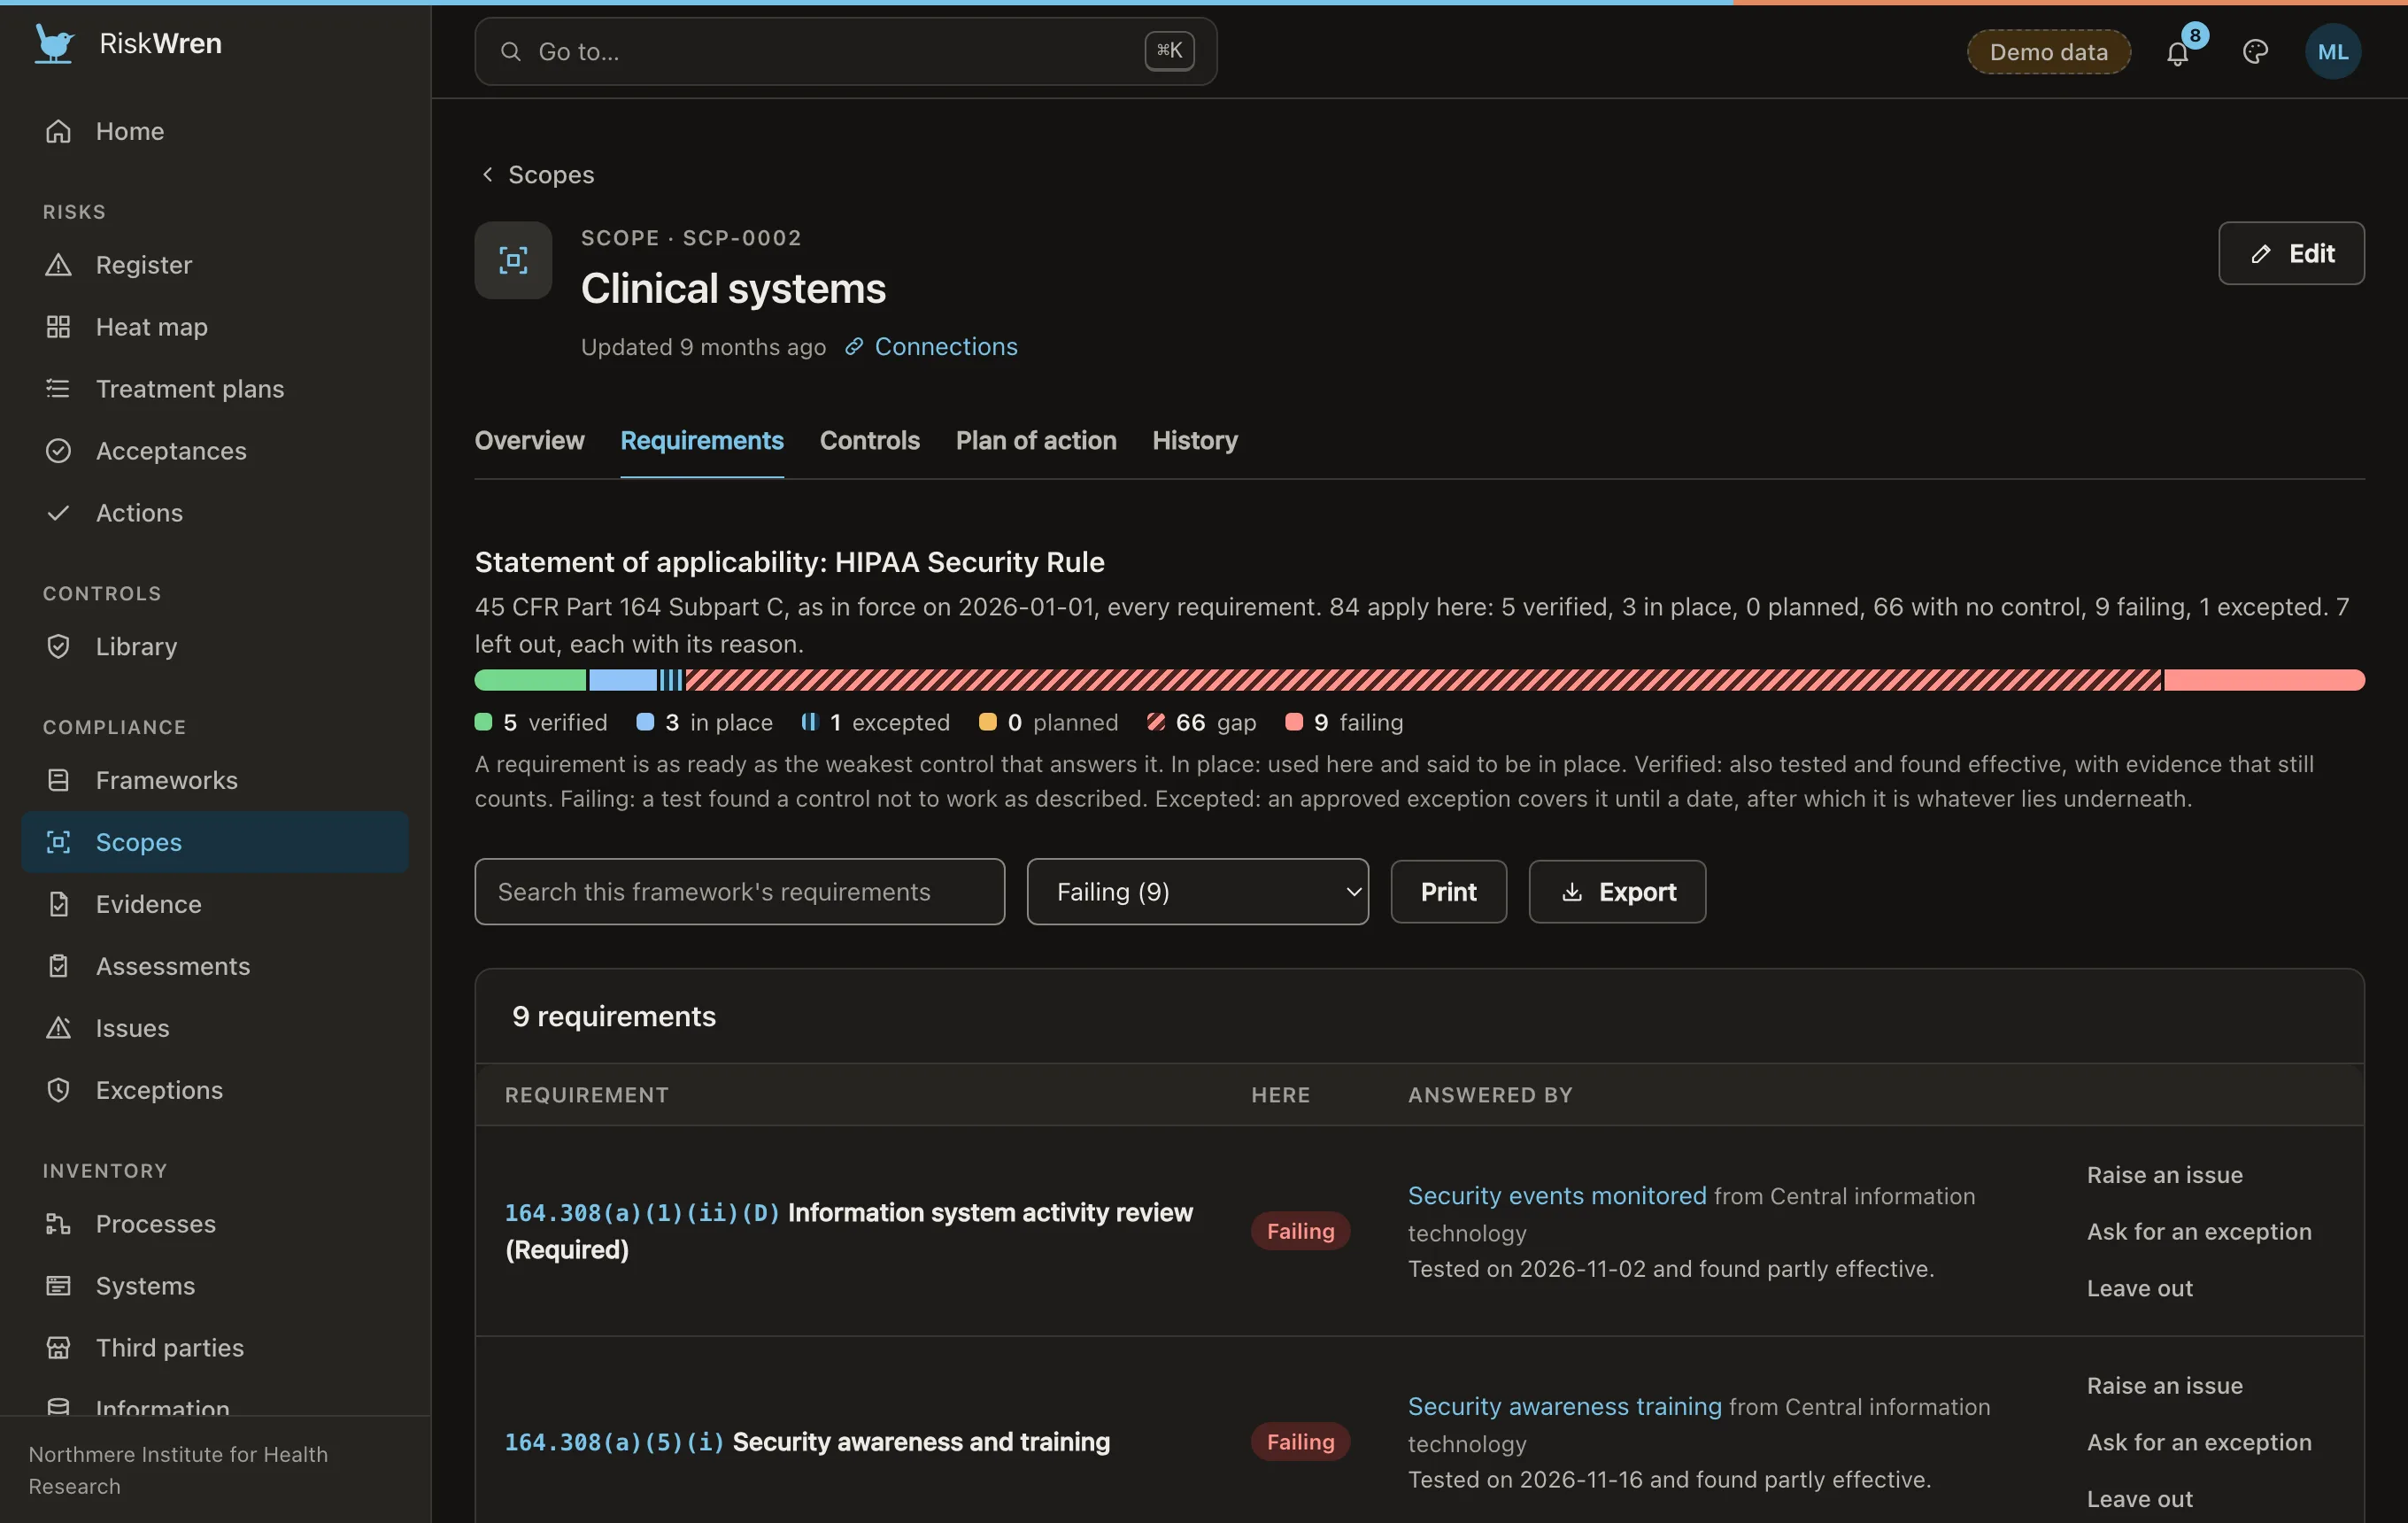 RiskWren
Go to...
⌘K
Demo data
8
ML
Home
RISKS
Register
Heat map
Treatment plans
Acceptances
Actions
CONTROLS
Library
COMPLIANCE
Frameworks
Scopes
Evidence
Assessments
Issues
Exceptions
INVENTORY
Processes
Systems
Third parties
Information
Northmere Institute for Health
Research
Scopes
SCOPE · SCP-0002
Clinical systems
Updated 9 months ago
Connections
Edit
Overview
Requirements
Controls
Plan of action
History
Statement of applicability: HIPAA Security Rule
45 CFR Part 164 Subpart C, as in force on 2026-01-01, every requirement. 84 apply here: 5 verified, 3 in place, 0 planned, 66 with no control, 9 failing, 1 excepted. 7
left out, each with its reason.
5 verified
3 in place
1 excepted
0 planned
66 gap
9 failing
A requirement is as ready as the weakest control that answers it. In place: used here and said to be in place. Verified: also tested and found effective, with evidence that still
counts. Failing: a test found a control not to work as described. Excepted: an approved exception covers it until a date, after which it is whatever lies underneath.
Search this framework's requirements
Failing (9)
Print
Export
9 requirements
REQUIREMENT
HERE
ANSWERED BY
164.308(a)(1)(ii)(D) Information system activity review
(Required)
Failing
Security events monitored from Central information
technology
Tested on 2026-11-02 and found partly effective.
Raise an issue
Ask for an exception
Leave out
164.308(a)(5)(i) Security awareness and training
Failing
Security awareness training from Central information
technology
Tested on 2026-11-16 and found partly effective.
Raise an issue
Ask for an exception
Leave out